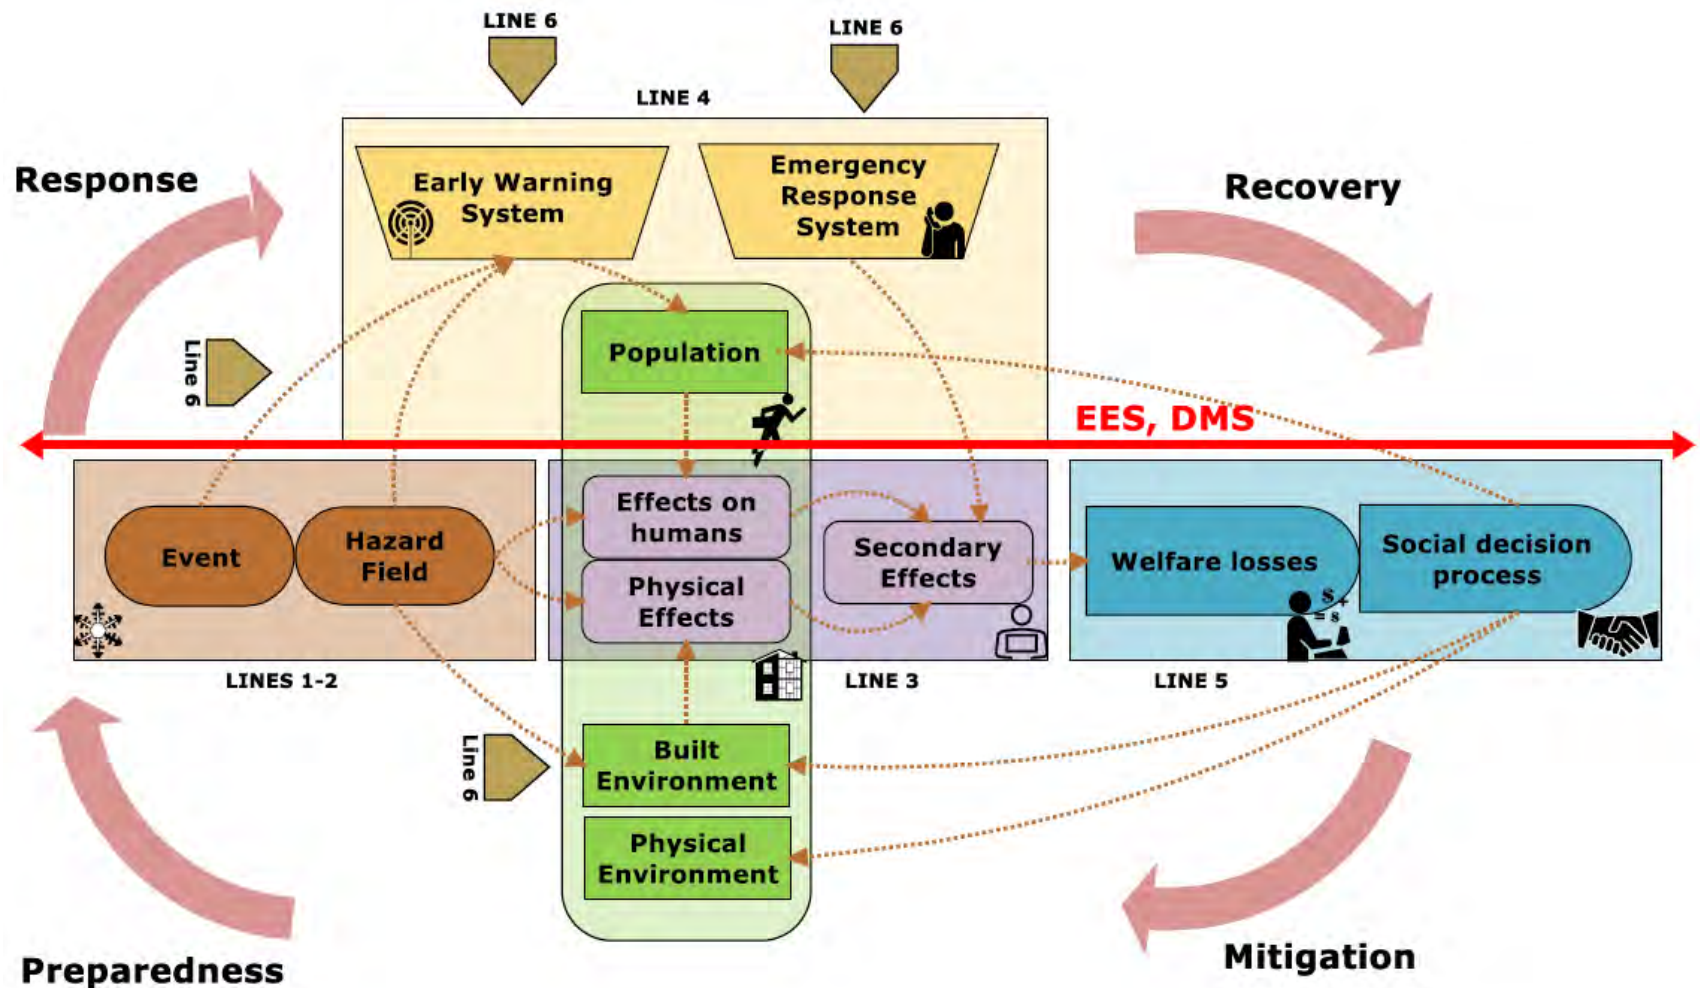 LINE 6
LINE 6
LINE 4
Response
Early Warning
System
Emergency
Response
System
Recovery
Line 6
Population
EES, DMS
Event
Hazard
Field
Effects on
humans
Physical
Effects
Secondary
Effects
Welfare losses
Social decision
process
$ +
= $
LINES 1-2
LINE 3
LINE 5
Line 6
Built
Environment
Physical
Environment
Preparedness
Mitigation